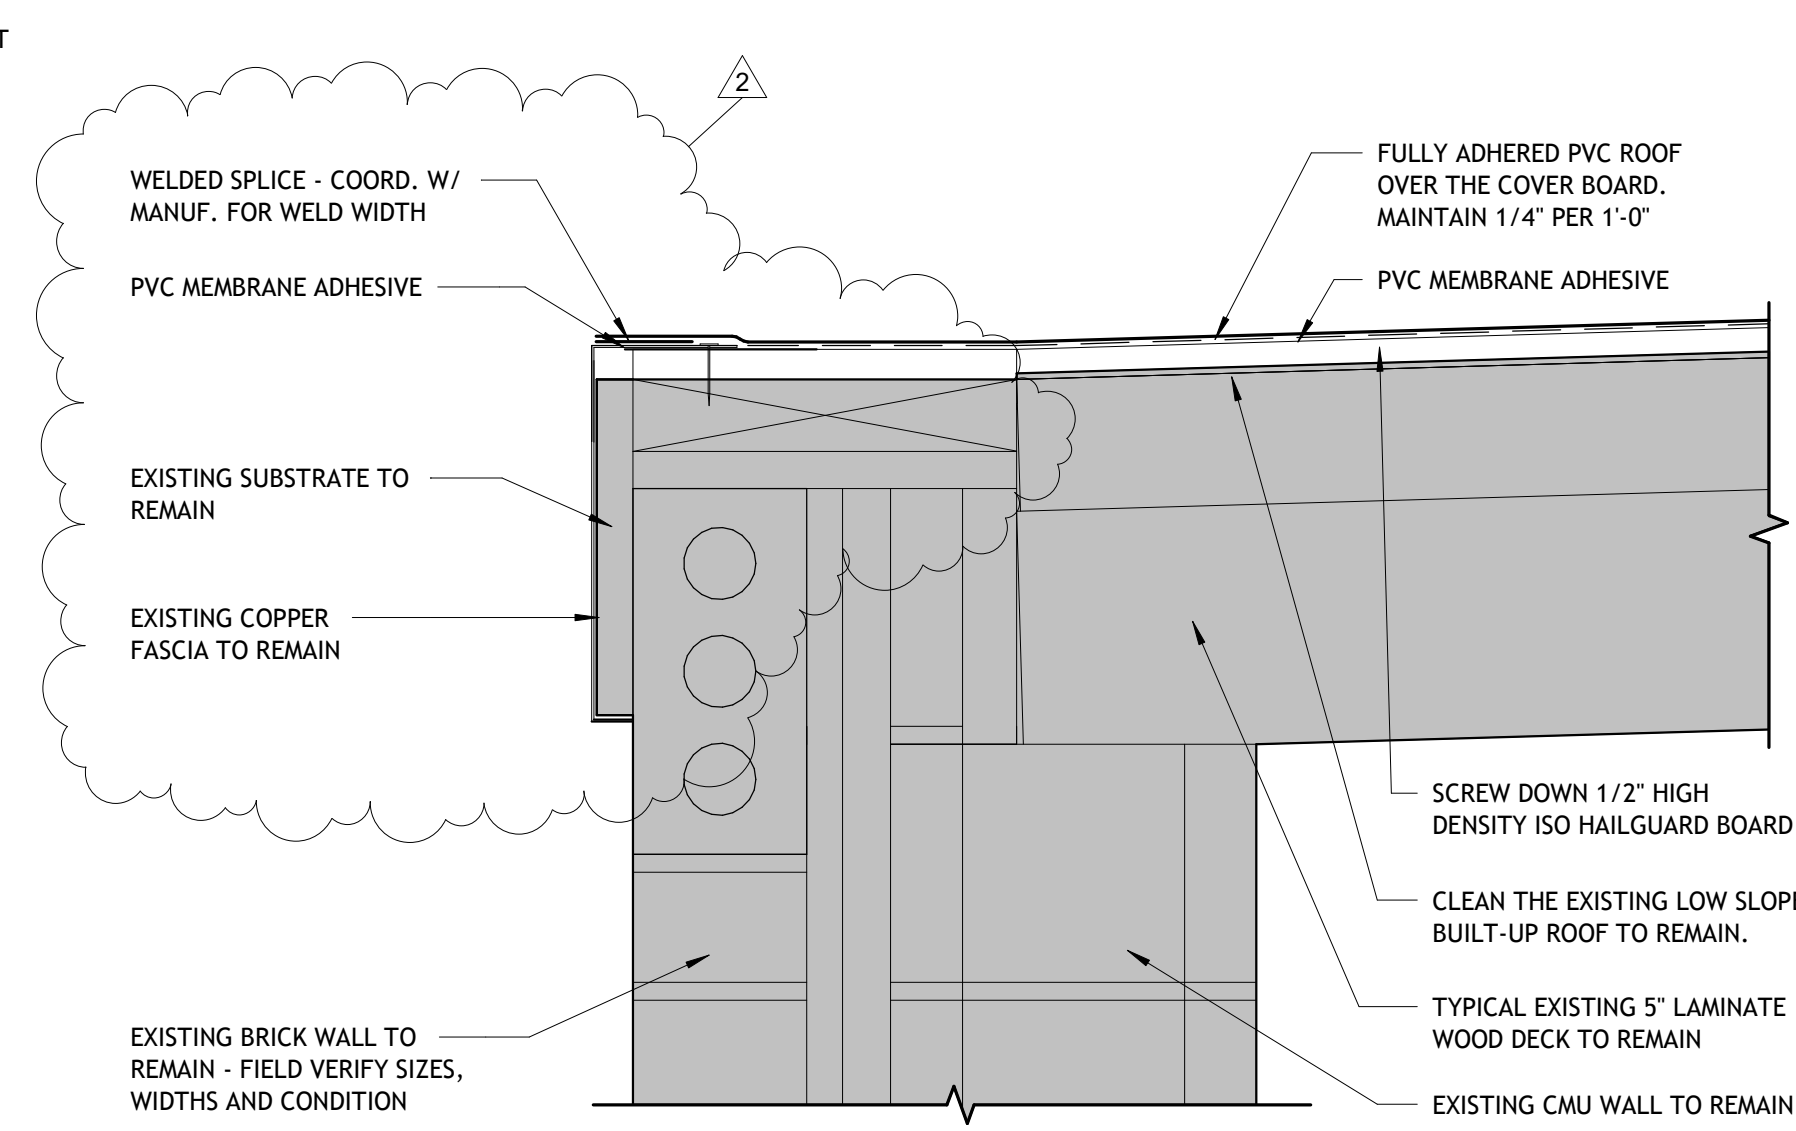 T
2
WELDED SPLICE - COORD. W/
MANUF. FOR WELD WIDTH
PVC MEMBRANE ADHESIVE
EXISTING SUBSTRATE TO
REMAIN
EXISTING COPPER
FASCIA TO REMAIN
EXISTING BRICK WALL TO
REMAIN - FIELD VERIFY SIZES,
WIDTHS AND CONDITION
FULLY ADHERED PVC ROOF
OVER THE COVER BOARD.
MAINTAIN 1/4" PER 1'-0"
PVC MEMBRANE ADHESIVE
SCREW DOWN 1/2" HIGH
DENSITY ISO HAILGUARD BOARD
CLEAN THE EXISTING LOW SLOP
BUILT-UP ROOF TO REMAIN.
TYPICAL EXISTING 5" LAMINATE
WOOD DECK TO REMAIN
EXISTING CMU WALL TO REMAIN